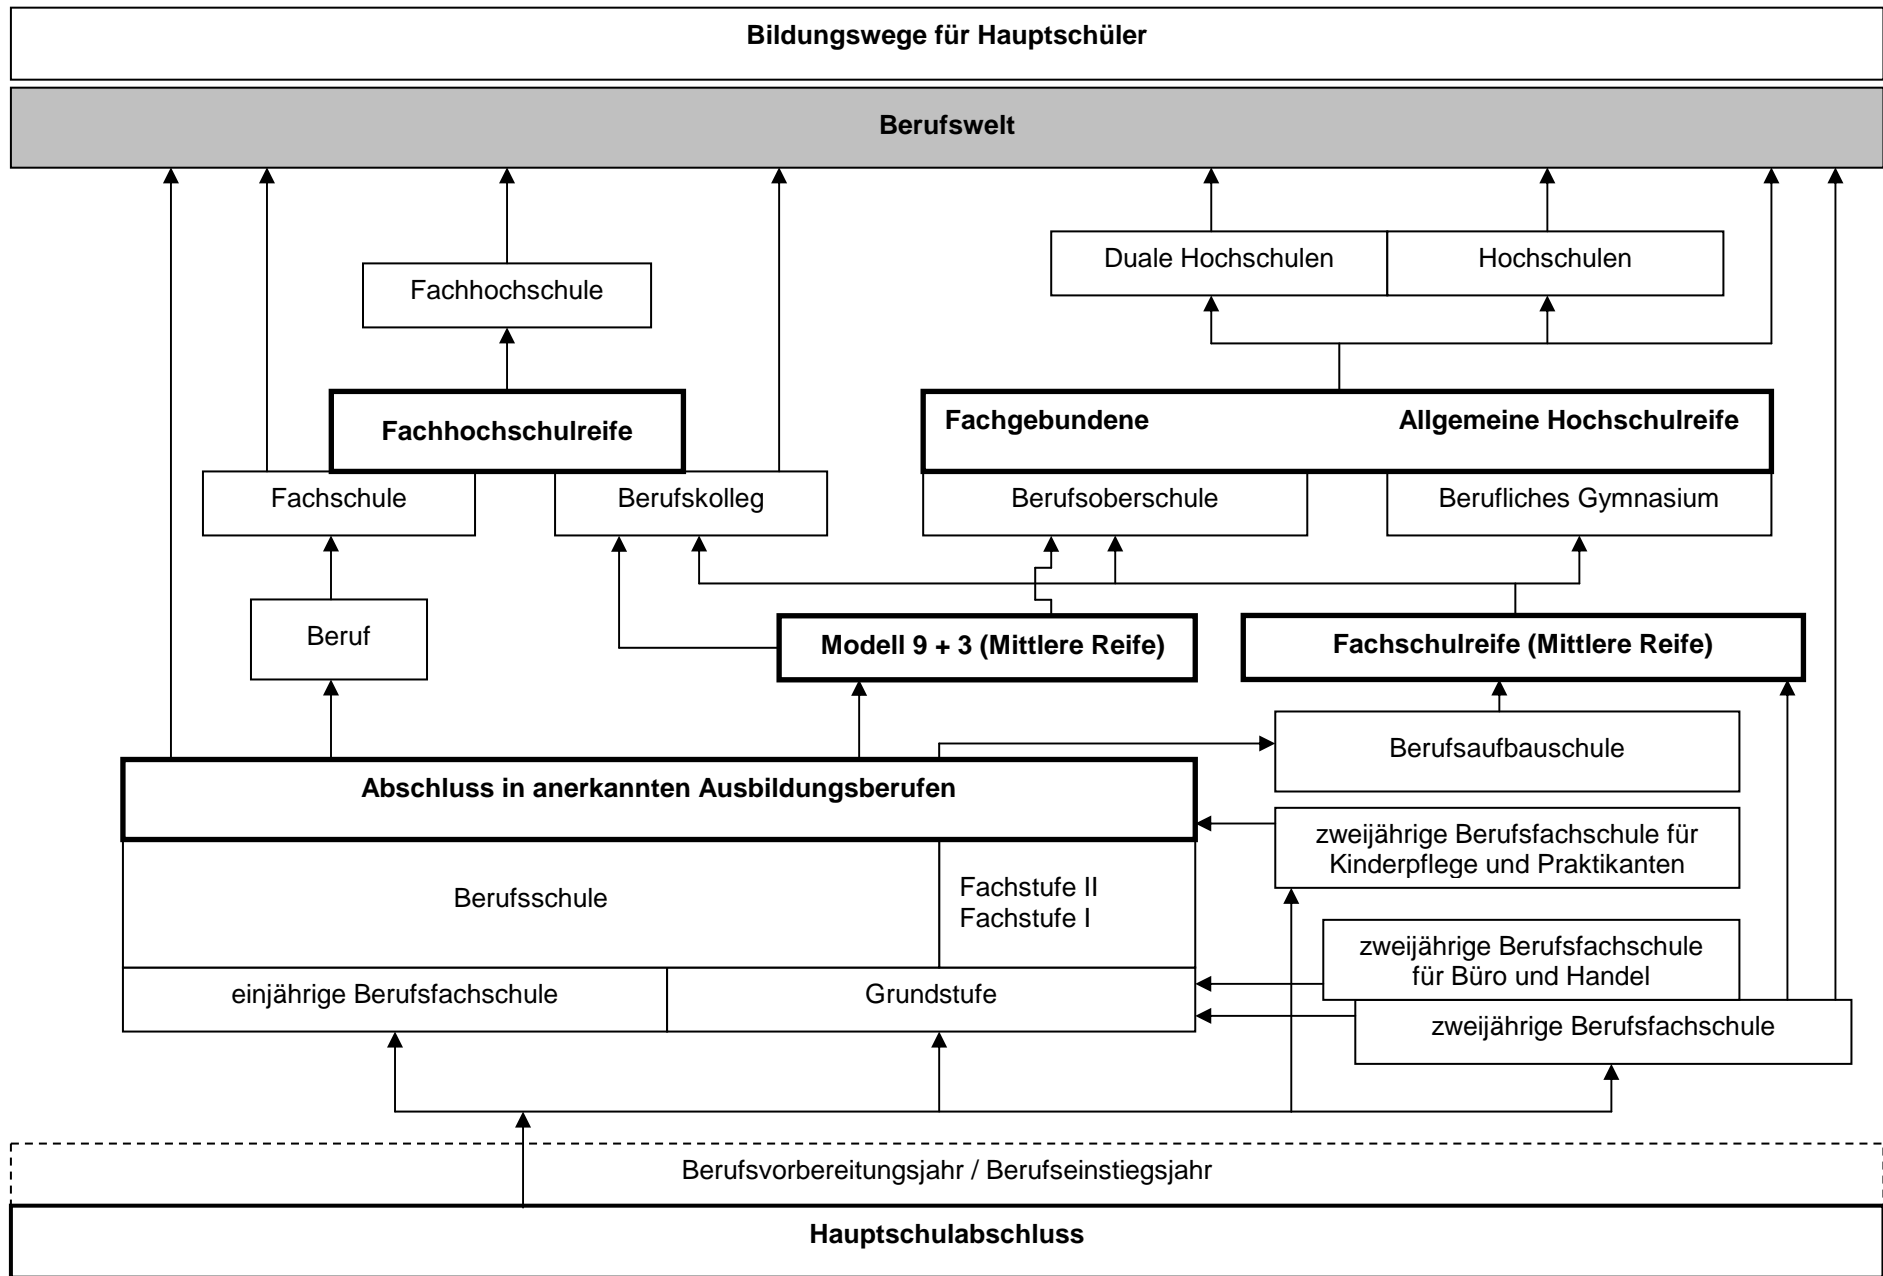 Bildungswege für Hauptschüler
Berufswelt
Duale Hochschulen
Hochschulen
Fachhochschule
Fachhochschulreife
Fachgebundene Allgemeine Hochschulreife
Fachschule
Berufskolleg
Berufsoberschule
Berufliches Gymnasium
Beruf
Modell 9 + 3 (Mittlere Reife)
Fachschulreife (Mittlere Reife)
Berufsaufbauschule
Abschluss in anerkannten Ausbildungsberufen
zweijährige Berufsfachschule für
Kinderpflege und Praktikanten
Berufsschule
Fachstufe II
Fachstufe I
zweijährige Berufsfachschule
für Büro und Handel
einjährige Berufsfachschule
Grundstufe
zweijährige Berufsfachschule
Berufsvorbereitungsjahr / Berufseinstiegsjahr
Hauptschulabschluss